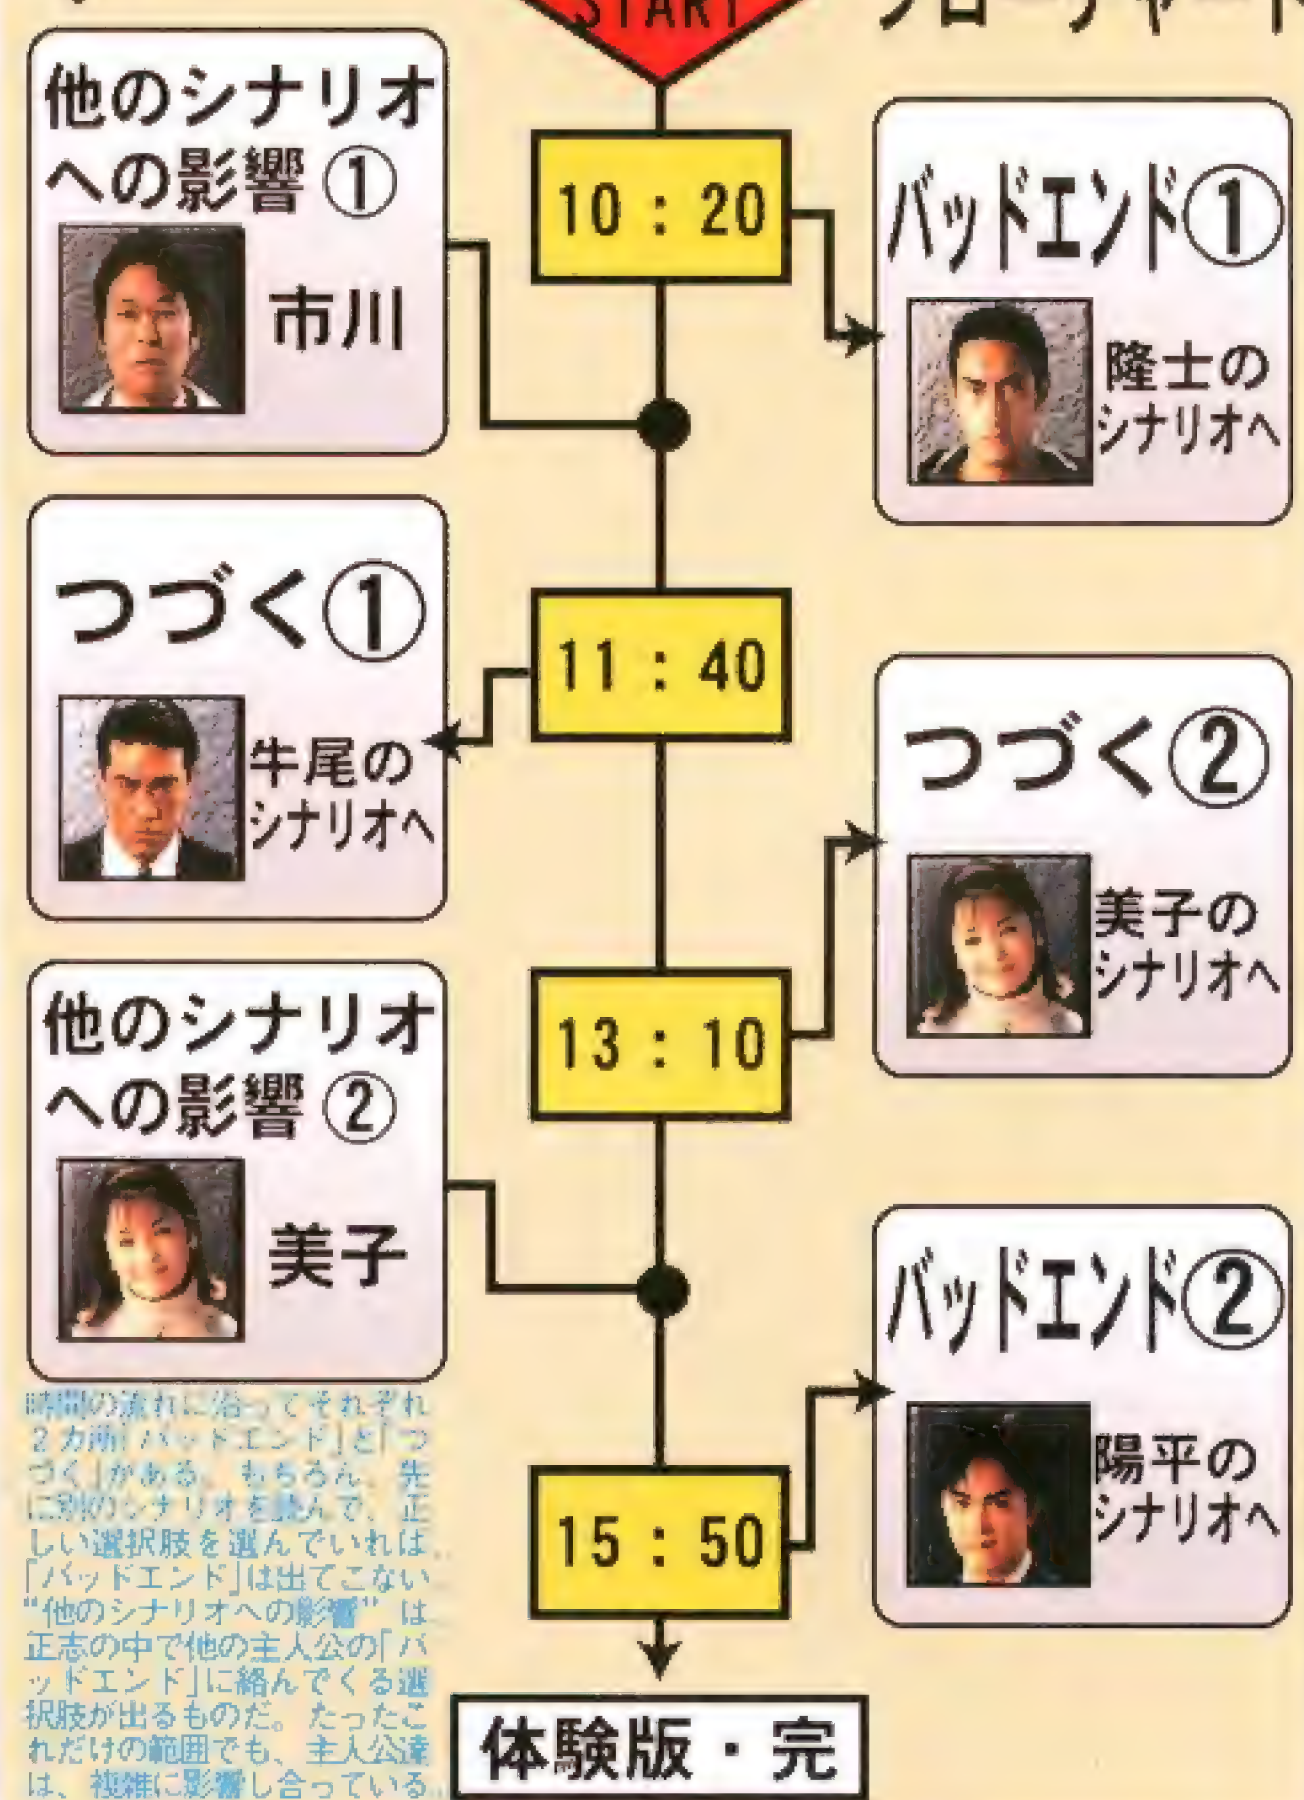 START
フローチャート
他のシナリオ
への影響①
市川
10：20
バッドエンド①
隆士の
シナリオへ
つづく①
牛尾の
シナリオへ
11：40
つづく②
美子の
シナリオへ
他のシナリオ
への影響②
美子
13：10
バッドエンド②
陽平の
シナリオへ
15：50
体験版・完
時間の流れに沿ってそれぞれ
2カ所「バッドエンド」と「つ
づく」がある。もちろん、先
に別のシナリオを読んで、正
しい選択肢を選んでいれば、
「バッドエンド」は出てこない
“他のシナリオへの影響”は
正志の中で他の主人公の「バ
ッドエンド」に絡んでくる選
択肢が出るものだ。たったこ
れだけの範囲でも、主人公達
は、複雑に影響し合っている